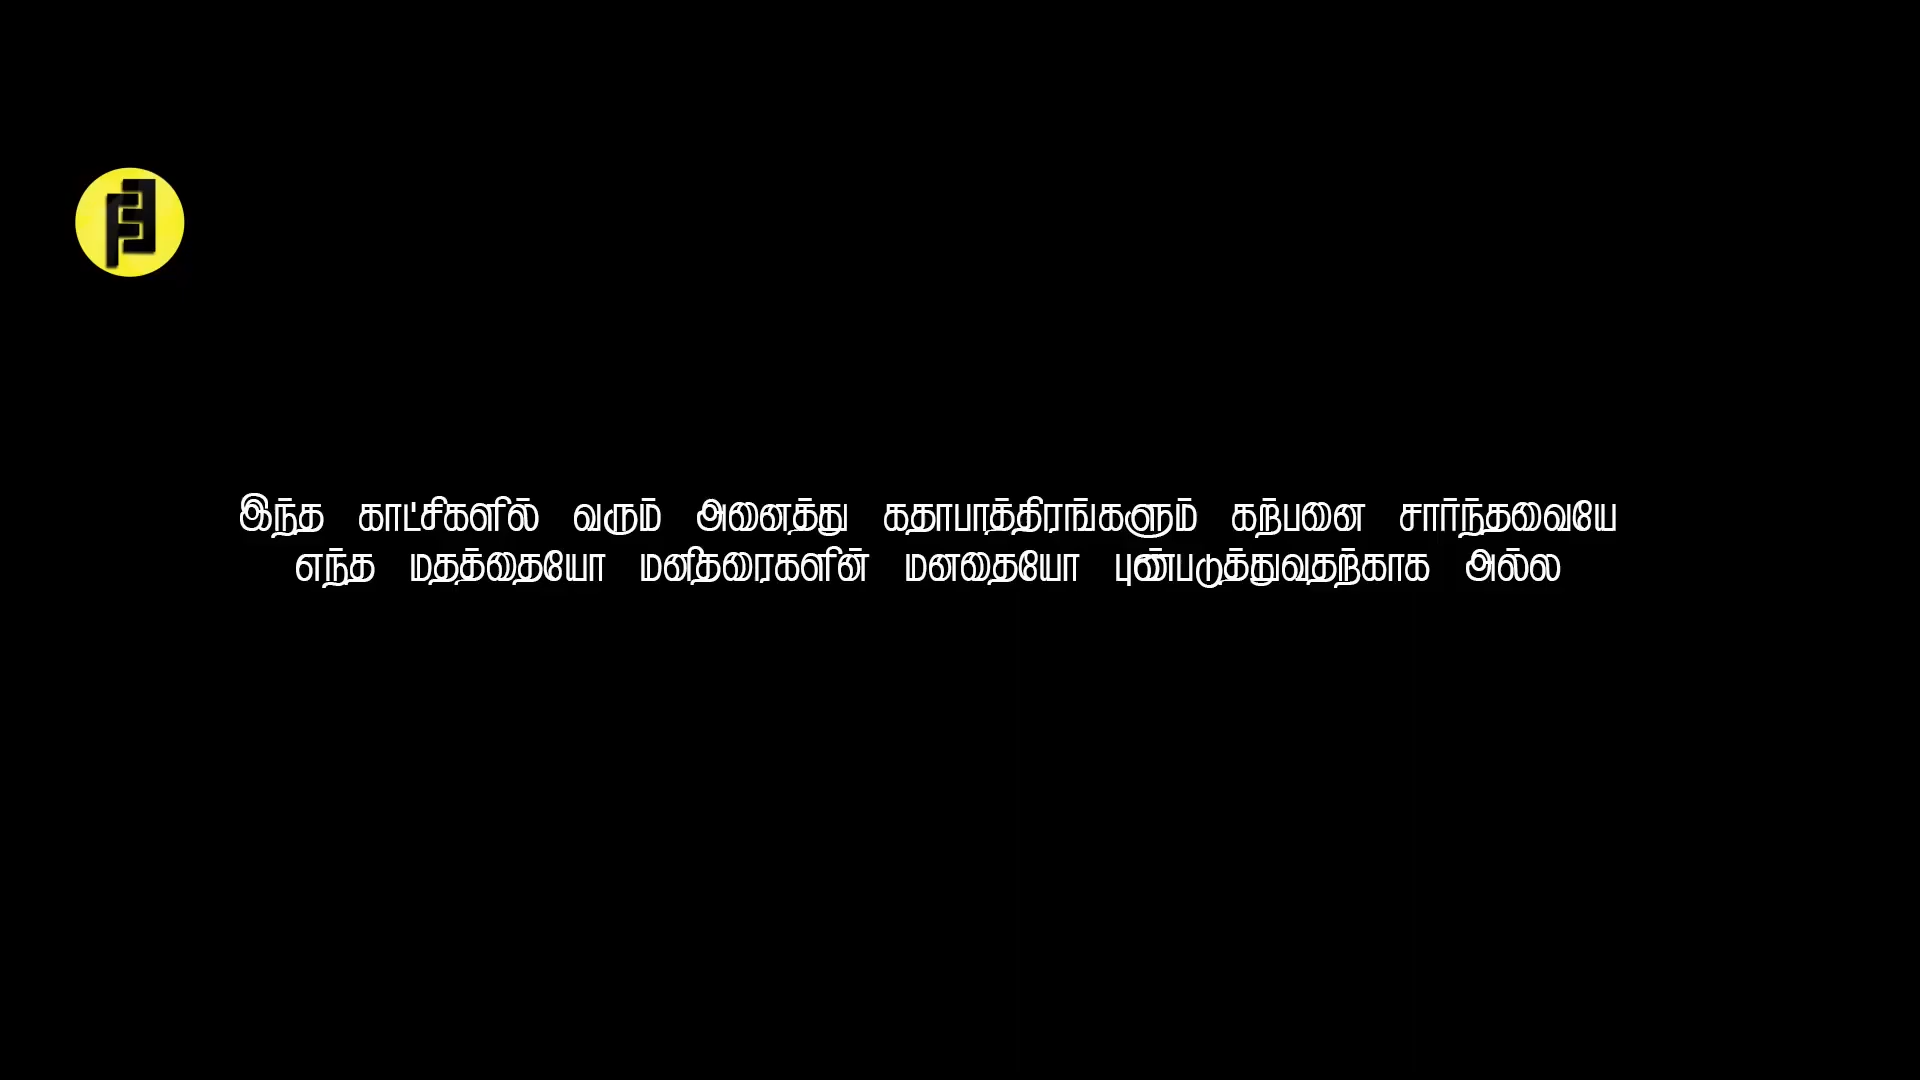 இந்த காட்சிகளில் வரும் அனைத்து கதாபாத்திரங்களும் கற்பனை சார்ந்தவையே
எந்த மதத்தையோ மனிதரைகளின் மனதையோ புண்படுத்துவதற்காக அல்ல